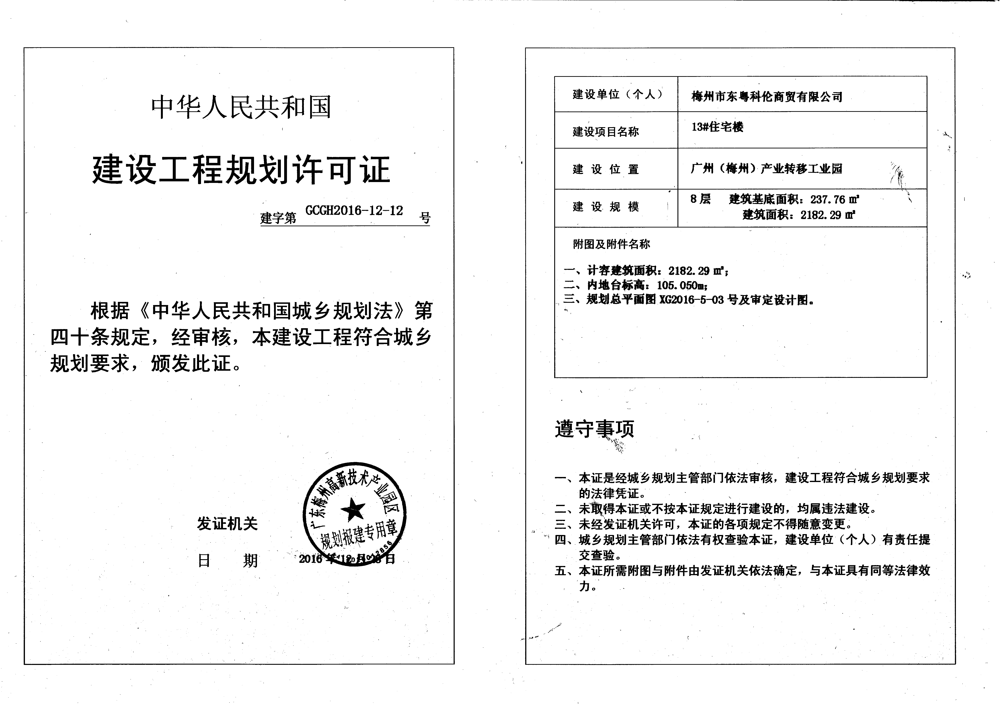 中华人民共和国
建设工程规划许可证
建字第 GCGH2016-12-12 号
根据《中华人民共和国城乡规划法》第
四十条规定，经审核，本建设工程符合城乡
规划要求，颁发此证。
发证机关
广东梅州高新技术产业园区
规划报建专用章
日 期
2016 年 12 月 日
建设单位（个人） 梅州市东粤科伦商贸有限公司
建设项目名称 13#住宅楼
建设位置 广州（梅州）产业转移工业园
建设规模 8 层 建筑基底面积：237.76 ㎡
建筑面积：2182.29 ㎡
附图及附件名称
一、计容建筑面积：2182.29 ㎡；
二、内地台标高：105.050m；
三、规划总平面图 XG2016-5-03 号及审定设计图。
遵守事项
一、本证是经城乡规划主管部门依法审核，建设工程符合城乡规划要求
的法律凭证。
二、未取得本证或不按本证规定进行建设的，均属违法建设。
三、未经发证机关许可，本证的各项规定不得随意变更。
四、城乡规划主管部门依法有权查验本证，建设单位（个人）有责任提
交查验。
五、本证所需附图与附件由发证机关依法确定，与本证具有同等法律效
力。